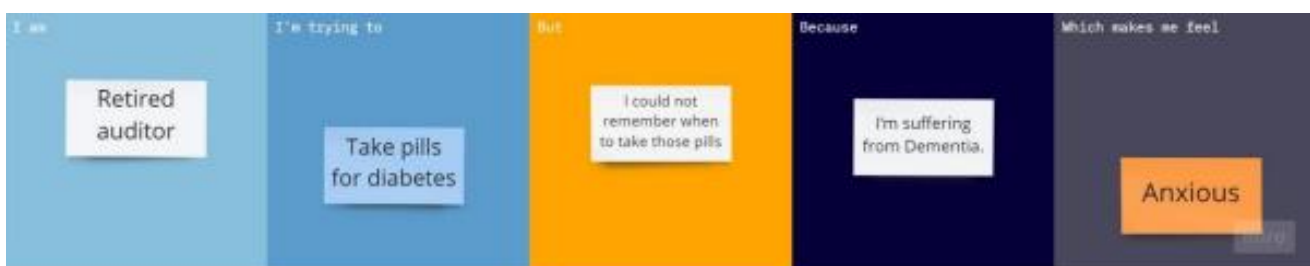 I am
Retired
auditor
I'm trying to
Take pills
for diabetes
But
I could not
remember when
to take those pills
Because
I'm suffering
from Dementia.
Which makes me feel
Anxious
miro